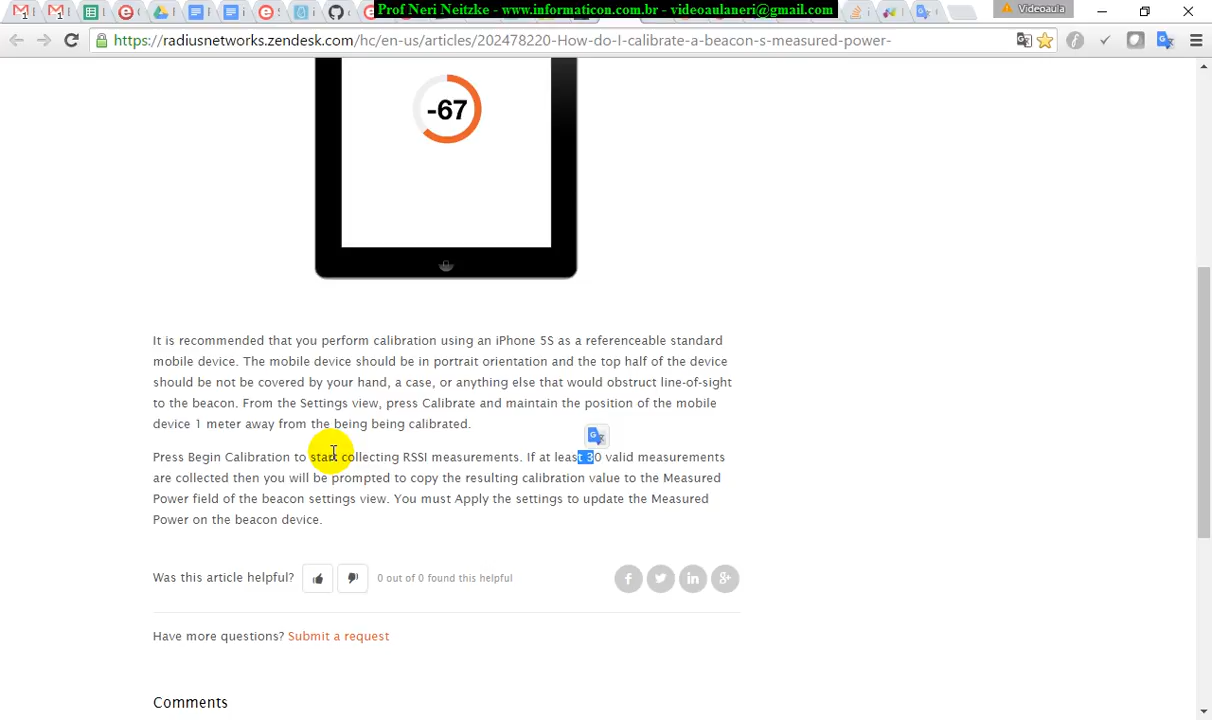 Prof Neri Neitzke - www.informaticon.com.br - videoaulaneri@gmail.com
Videoaula
https://radiusnetworks.zendesk.com/hc/en-us/articles/202478220-How-do-I-calibrate-a-beacon-s-measured-power-
-67
It is recommended that you perform calibration using an iPhone 5S as a referenceable standard
mobile device. The mobile device should be in portrait orientation and the top half of the device
should be not be covered by your hand, a case, or anything else that would obstruct line-of-sight
to the beacon. From the Settings view, press Calibrate and maintain the position of the mobile
device 1 meter away from the being being calibrated.
Press Begin Calibration to start collecting RSSI measurements. If at least 30 valid measurements
are collected then you will be prompted to copy the resulting calibration value to the Measured
Power field of the beacon settings view. You must Apply the settings to update the Measured
Power on the beacon device.
Was this article helpful?
0 out of 0 found this helpful
Have more questions? Submit a request
Comments